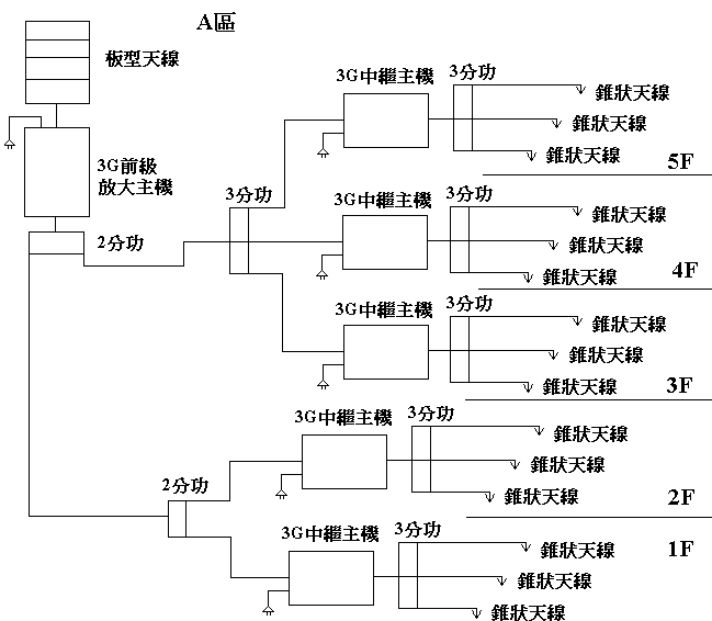 A區
板型天線
3G前級
放大主機
2分功
3分功
3G中繼主機
3分功
錐狀天線
錐狀天線
錐狀天線
5F
3G中繼主機
3分功
錐狀天線
錐狀天線
錐狀天線
4F
3G中繼主機
3分功
錐狀天線
錐狀天線
錐狀天線
3F
2分功
3G中繼主機
3分功
錐狀天線
錐狀天線
錐狀天線
2F
3G中繼主機
3分功
錐狀天線
錐狀天線
錐狀天線
1F